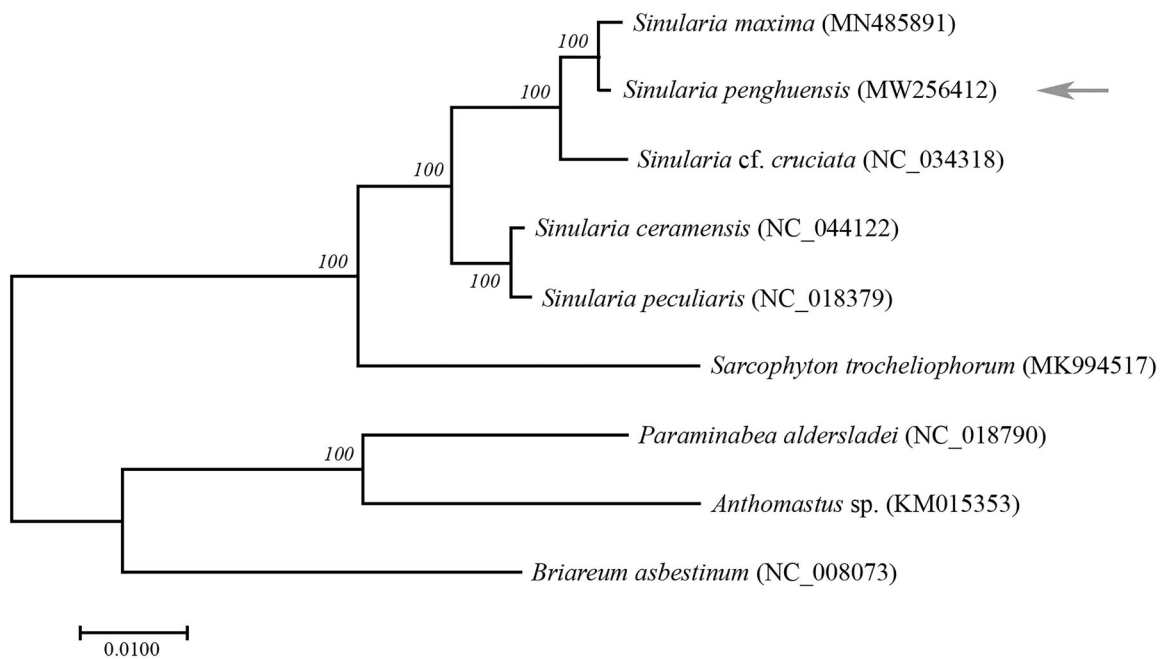 Sinularia maxima (MN485891)
100
Sinularia penghuensis (MW256412)
100
Sinularia cf. cruciata (NC_034318)
100
Sinularia ceramensis (NC_044122)
100
100
Sinularia peculiaris (NC_018379)
Sarcophyton trocheliophorum (MK994517)
Paraminabea aldersladei (NC_018790)
100
Anthomastus sp. (KM015353)
Briareum asbestinum (NC_008073)
0.0100